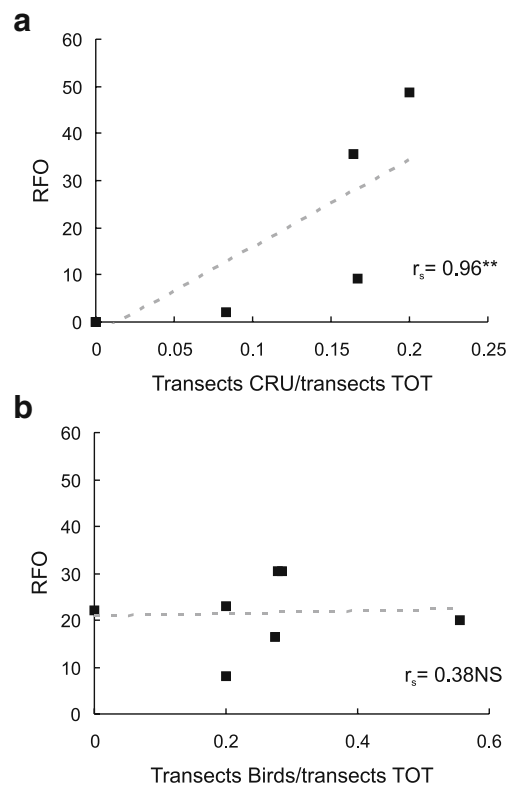 a
60
50
40
30
20
10
0
RFO
rs= 0.96**
0 0.05 0.1 0.15 0.2 0.25
Transects CRU/transects TOT
b
60
50
40
30
20
10
0
RFO
rs= 0.38NS
0 0.2 0.4 0.6
Transects Birds/transects TOT